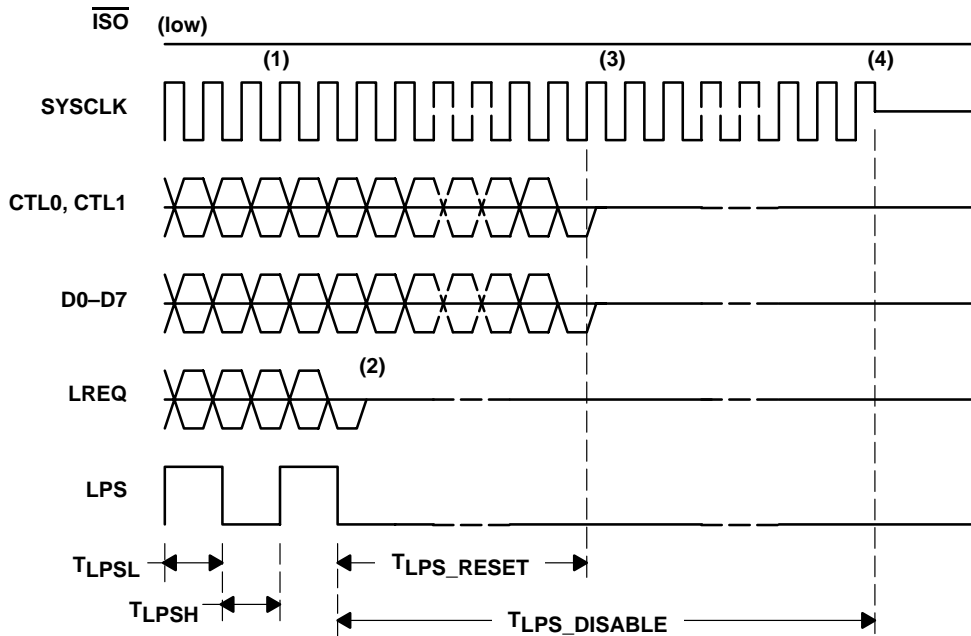 ISO (low)
(1) (3) (4)
SYSCLK
CTL0, CTL1
D0–D7
(2)
LREQ
LPS
TLPSL TLPS_RESET
TLPSH TLPS_DISABLE